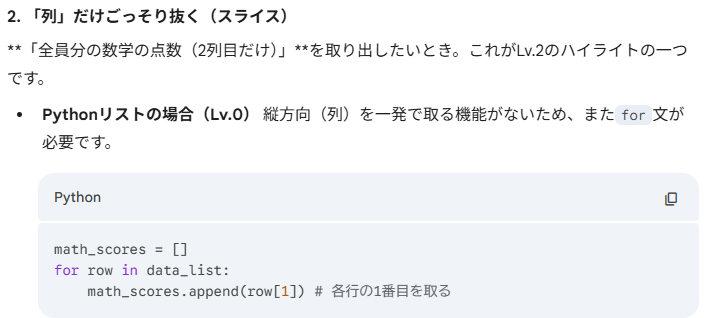 2. 「列」だけごっそり抜く（スライス）
**「全員分の数学の点数（2列目だけ）」**を取り出したいとき。これがLv.2のハイライトの一つ
です。
• Pythonリストの場合（Lv.0） 縦方向（列）を一発で取る機能がないため、またfor文が
必要です。
Python
math_scores = []
for row in data_list:
    math_scores.append(row[1]) # 各行の1番目を取る